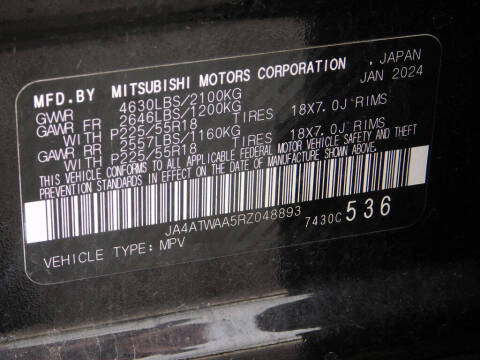 MFD.BY MITSUBISHI MOTORS CORPORATION , JAPAN
GVWR 4630LBS/2100KG JAN 2024
GAWR FR 2646LBS/1200KG
WITH P225/55R18 TIRES 18X7.0J RIMS
GAWR RR 2557LBS/1160KG
WITH P225/55R18 TIRES 18X7.0J RIMS
THIS VEHICLE CONFORMS TO ALL APPLICABLE FEDERAL MOTOR VEHICLE SAFETY AND THEFT
PREVENTION STANDARDS IN EFFECT ON THE DATE OF MANUFACTURE SHOWN ABOVE.
JA4ATWAA5RZ048893 7430C 536
VEHICLE TYPE: MPV